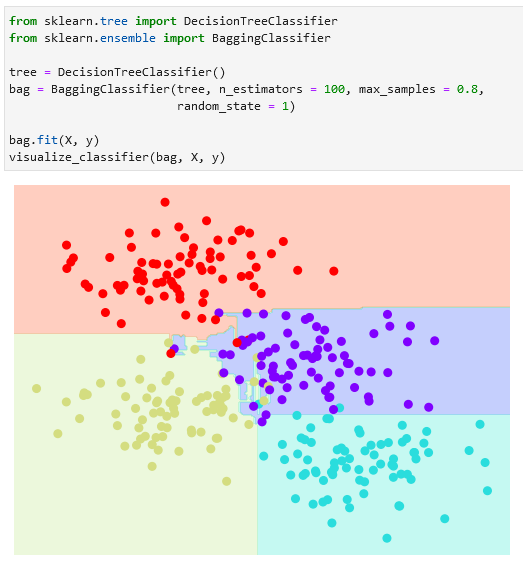 from sklearn.tree import DecisionTreeClassifier
from sklearn.ensemble import BaggingClassifier
tree = DecisionTreeClassifier()
bag = BaggingClassifier(tree, n_estimators = 100, max_samples = 0.8,
random_state = 1)
bag.fit(X, y)
visualize_classifier(bag, X, y)